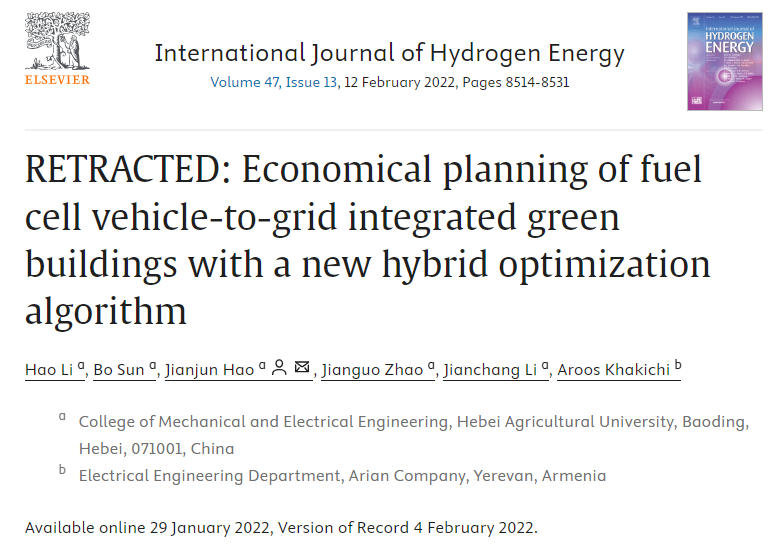 ELSEVIER
International Journal of Hydrogen Energy
Volume 47, Issue 13, 12 February 2022, Pages 8514-8531
International Journal of
HYDROGEN
ENERGY
RETRACTED: Economical planning of fuel
cell vehicle-to-grid integrated green
buildings with a new hybrid optimization
algorithm
Hao Li a, Bo Sun a, Jianjun Hao a, Jianguo Zhao a, Jianchang Li a, Aroos Khakichi b
a College of Mechanical and Electrical Engineering, Hebei Agricultural University, Baoding,
Hebei, 071001, China
b Electrical Engineering Department, Arian Company, Yerevan, Armenia
Available online 29 January 2022, Version of Record 4 February 2022.